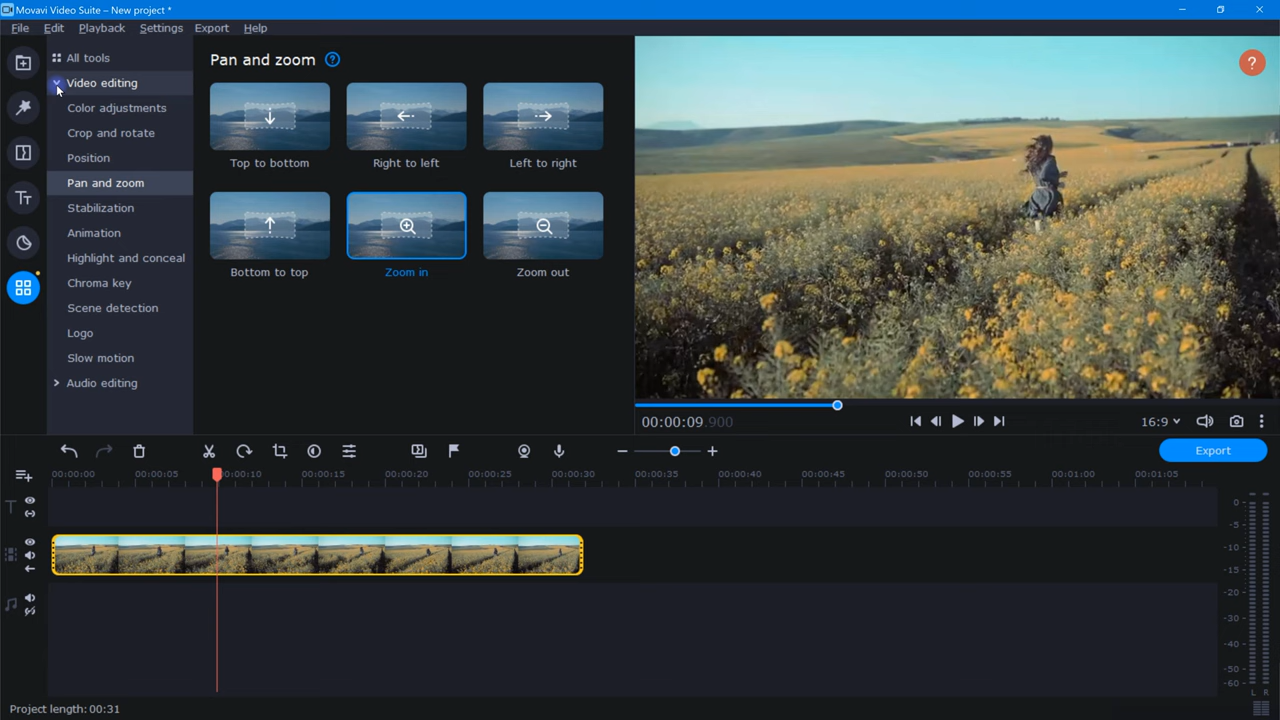 Movavi Video Suite – New project *
File Edit Playback Settings Export Help
All tools
Video editing
Color adjustments
Crop and rotate
Position
Pan and zoom
Stabilization
Animation
Highlight and conceal
Chroma key
Scene detection
Logo
Slow motion
Audio editing
Pan and zoom ?
Top to bottom Right to left Left to right
Bottom to top Zoom in Zoom out
?
00:00:09.900 16:9
Export
00:00:00 00:00:05 00:00:10 00:00:15 00:00:20 00:00:25 00:00:30 00:00:35 00:00:40 00:00:45 00:00:50 00:00:55 00:01:00 00:01:05
0
-5
-10
-15
-20
-30
-40
-50
-60
L R
Project length: 00:31